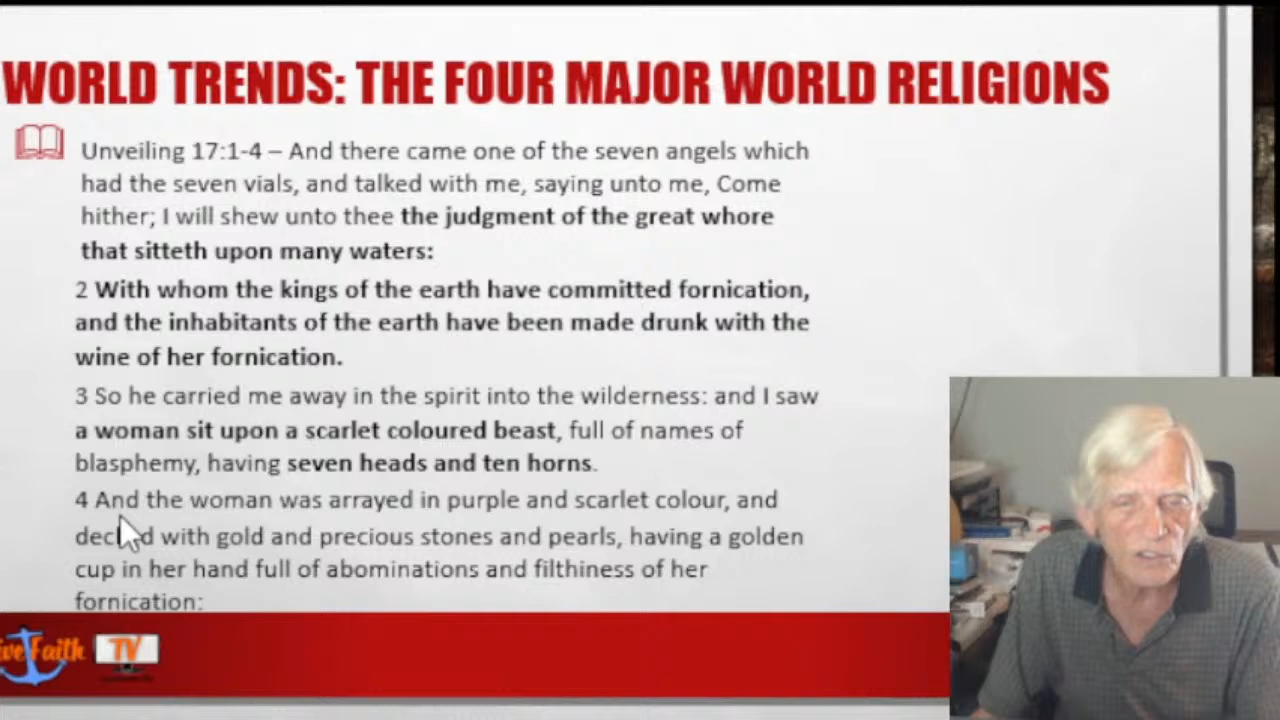 WORLD TRENDS: THE FOUR MAJOR WORLD RELIGIONS
Unveiling 17:1-4 – And there came one of the seven angels which
had the seven vials, and talked with me, saying unto me, Come
hither; I will shew unto thee the judgment of the great whore
that sitteth upon many waters:
2 With whom the kings of the earth have committed fornication,
and the inhabitants of the earth have been made drunk with the
wine of her fornication.
3 So he carried me away in the spirit into the wilderness: and I saw
a woman sit upon a scarlet coloured beast, full of names of
blasphemy, having seven heads and ten horns.
4 And the woman was arrayed in purple and scarlet colour, and
with gold and precious stones and pearls, having a golden
cup in her hand full of abominations and filthiness of her
fornication:
ive Faith TV